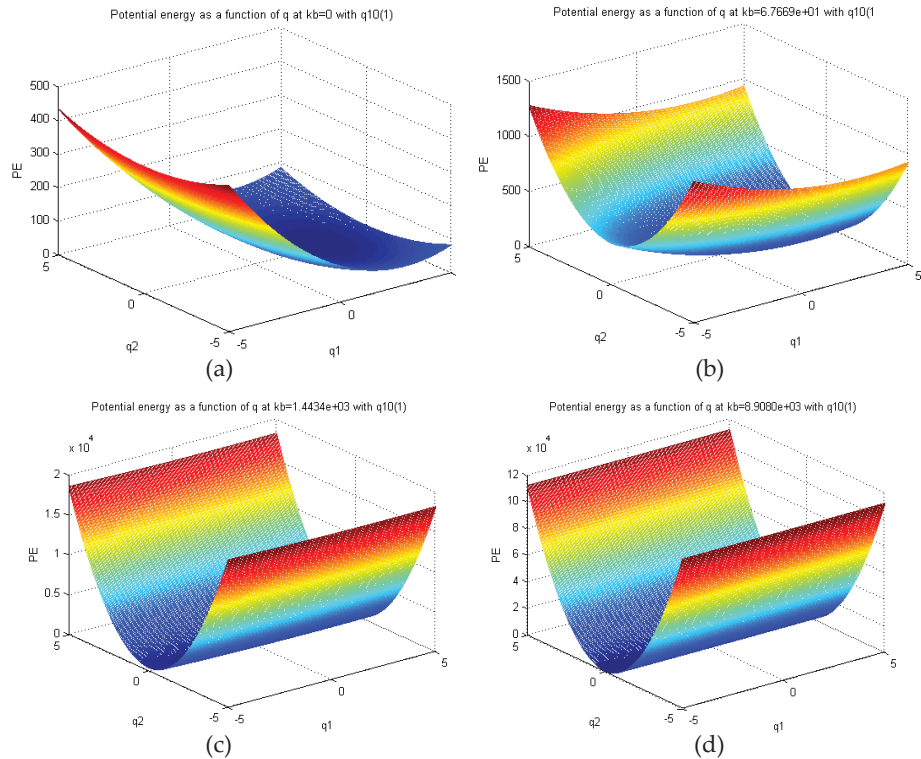 Potential energy as a function of q at kb=0 with q10(1)
500
400
300
200
100
0
PE
5
0
-5
q2
-5
0
q1
(a)
Potential energy as a function of q at kb=6.7669e+01 with q10(1
1500
1000
500
0
PE
5
0
-5
q2
-5
0
5
q1
(b)
Potential energy as a function of q at kb=1.4434e+03 with q10(1)
x 10^4
2
1.5
1
0.5
0
PE
5
0
-5
q2
-5
0
5
q1
(c)
Potential energy as a function of q at kb=8.9080e+03 with q10(1)
x 10^4
12
10
8
6
4
2
0
PE
5
0
-5
q2
-5
0
5
q1
(d)